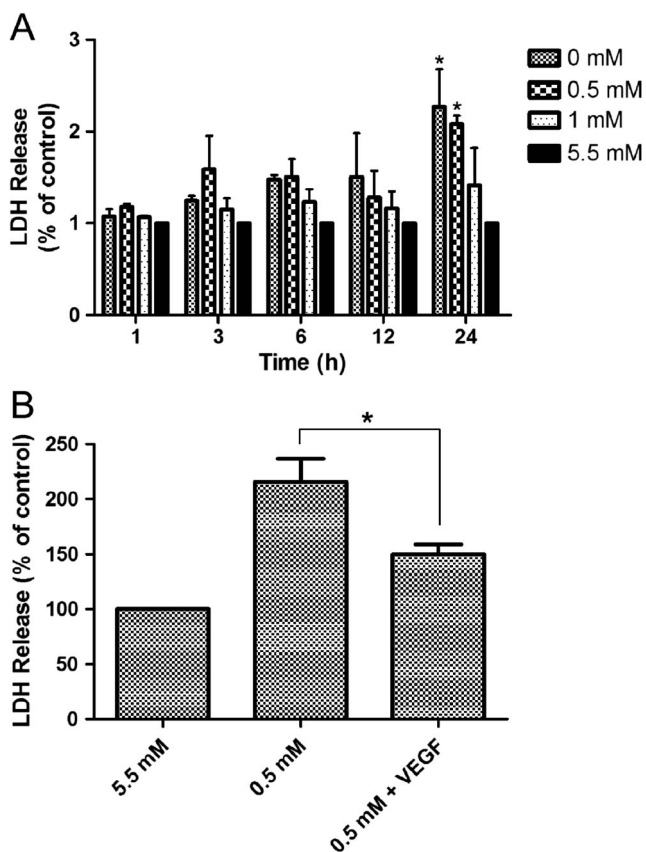 A
LDH Release
(% of control)
3
2
1
0
1 3 6 12 24
Time (h)
* *
0 mM
0.5 mM
1 mM
5.5 mM
B
LDH Release (% of control)
250
200
150
100
50
0
*
5.5 mM
0.5 mM
0.5 mM + VEGF